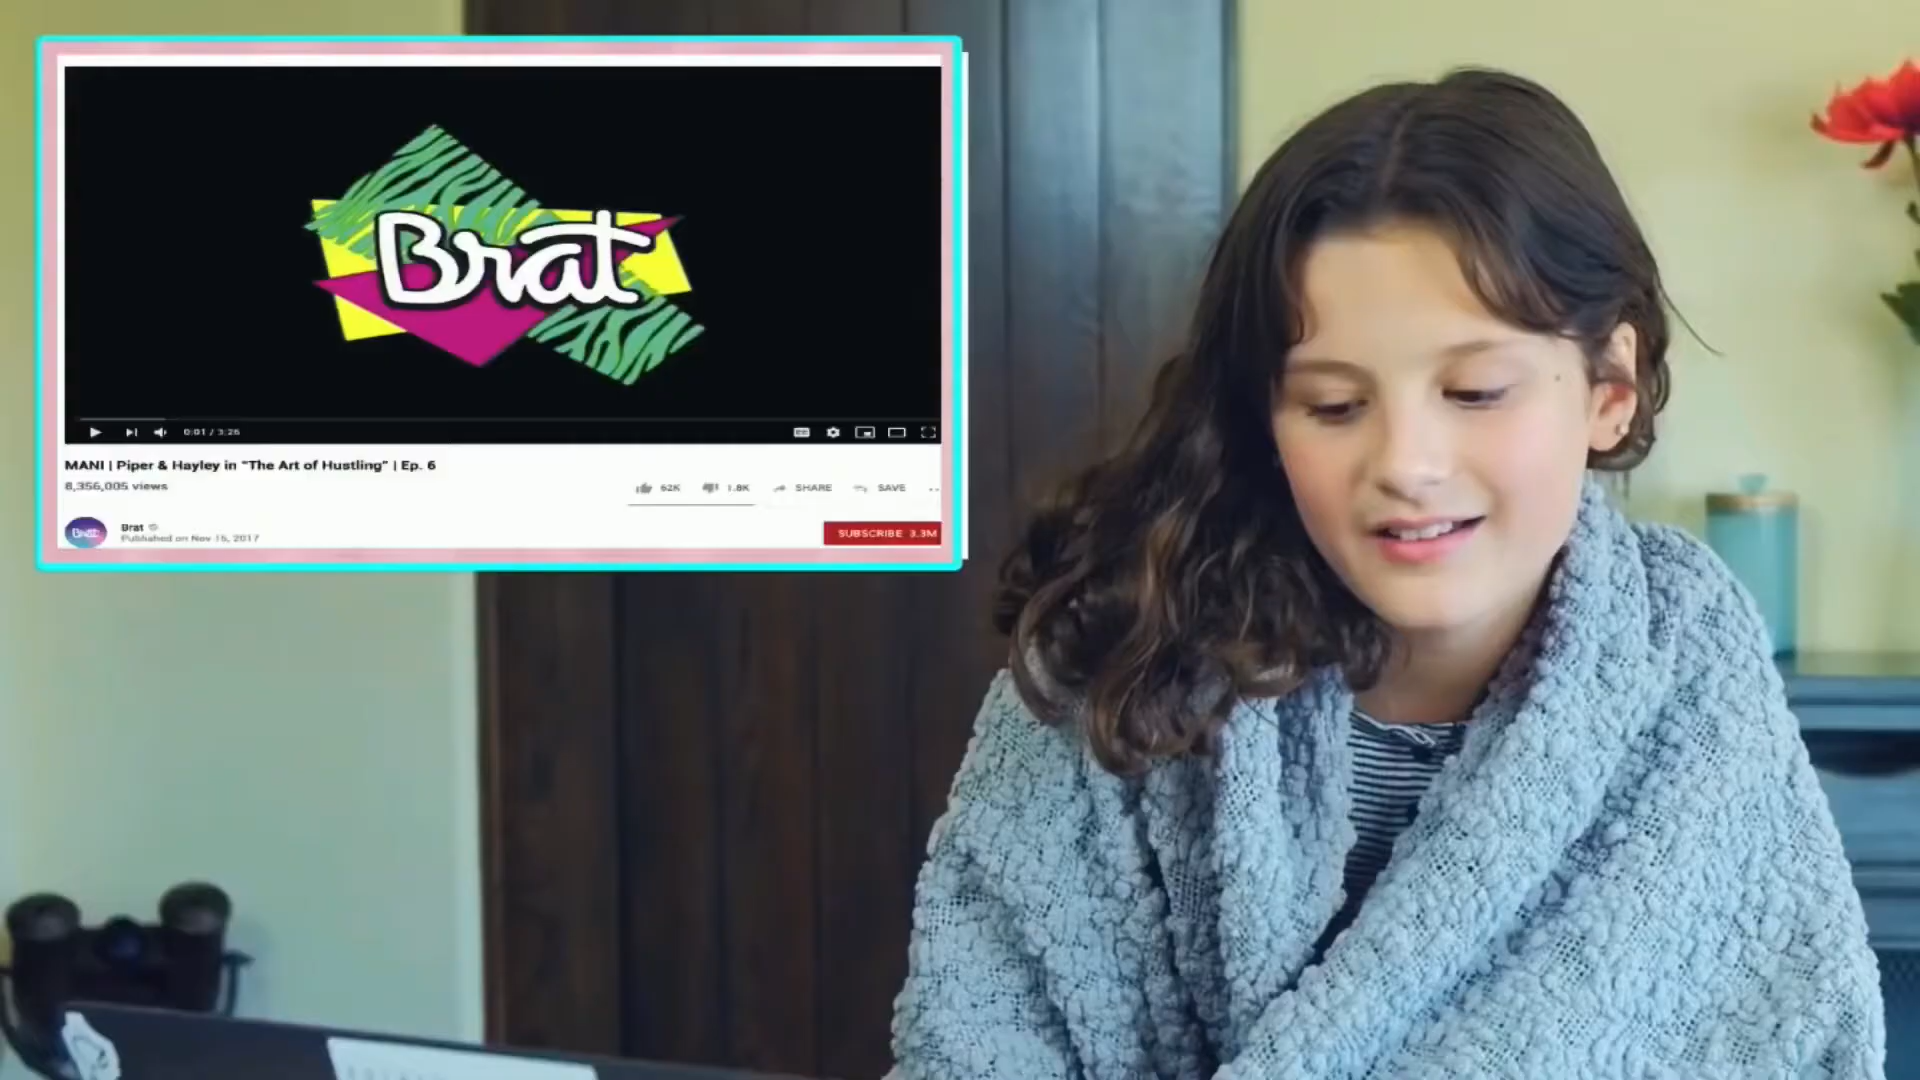 Brat
0:01 / 3:26
MANI | Piper & Hayley in "The Art of Hustling" | Ep. 6
8,356,005 views
62K 1.8K SHARE SAVE
Brat
Brat
Published on Nov 15, 2017
SUBSCRIBE 3.3M